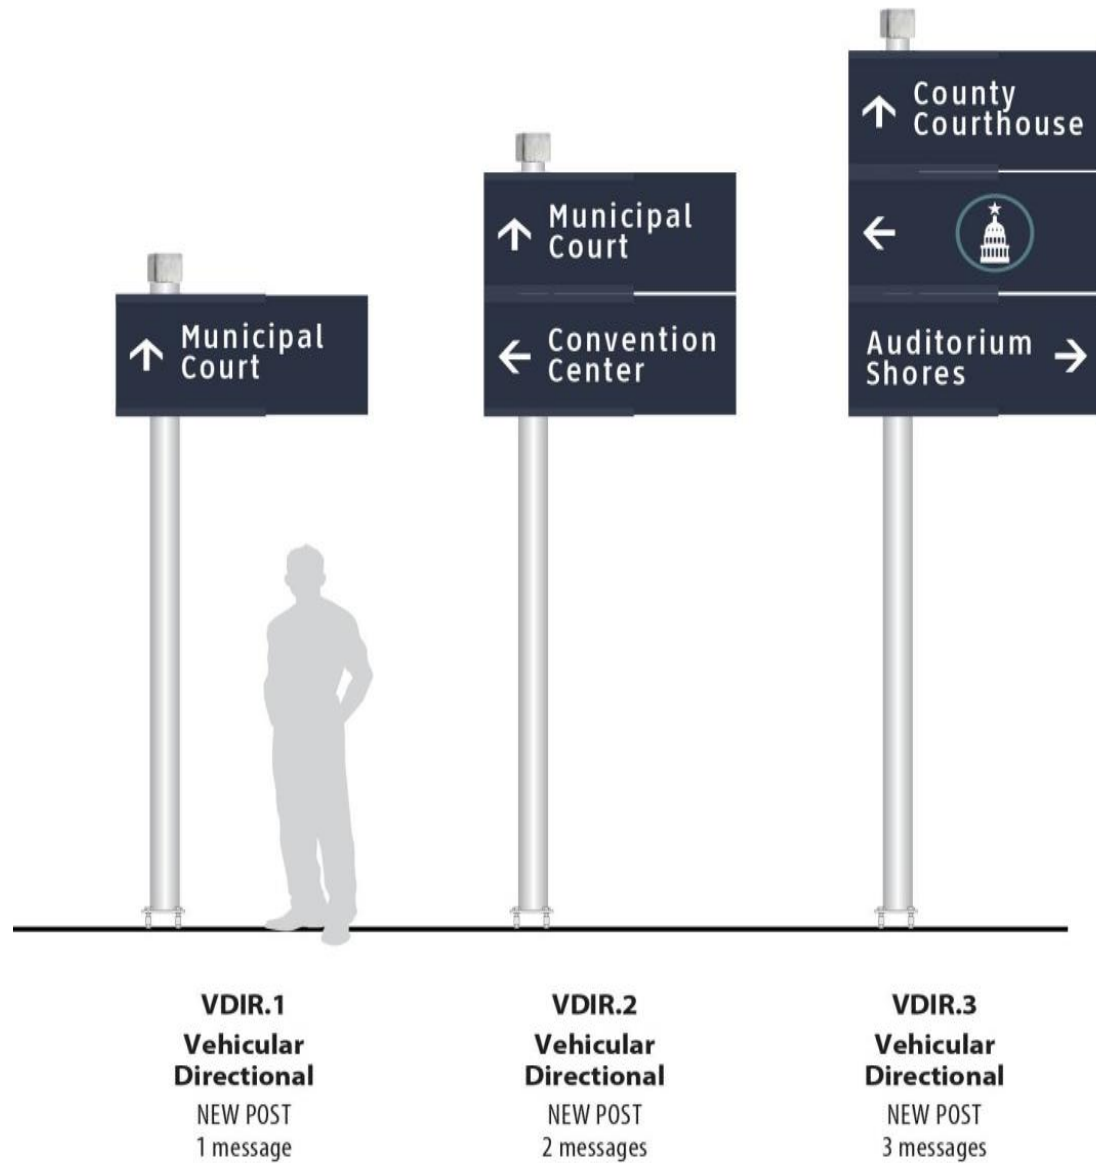 Municipal
Court
Municipal
Court
Convention
Center
County
Courthouse
Auditorium
Shores
VDIR.1
Vehicular
Directional
NEW POST
1 message
VDIR.2
Vehicular
Directional
NEW POST
2 messages
VDIR.3
Vehicular
Directional
NEW POST
3 messages